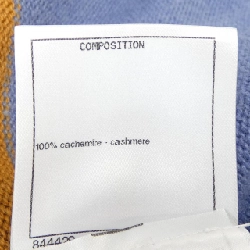 COMPOSITION
100% cachemire - cashmere